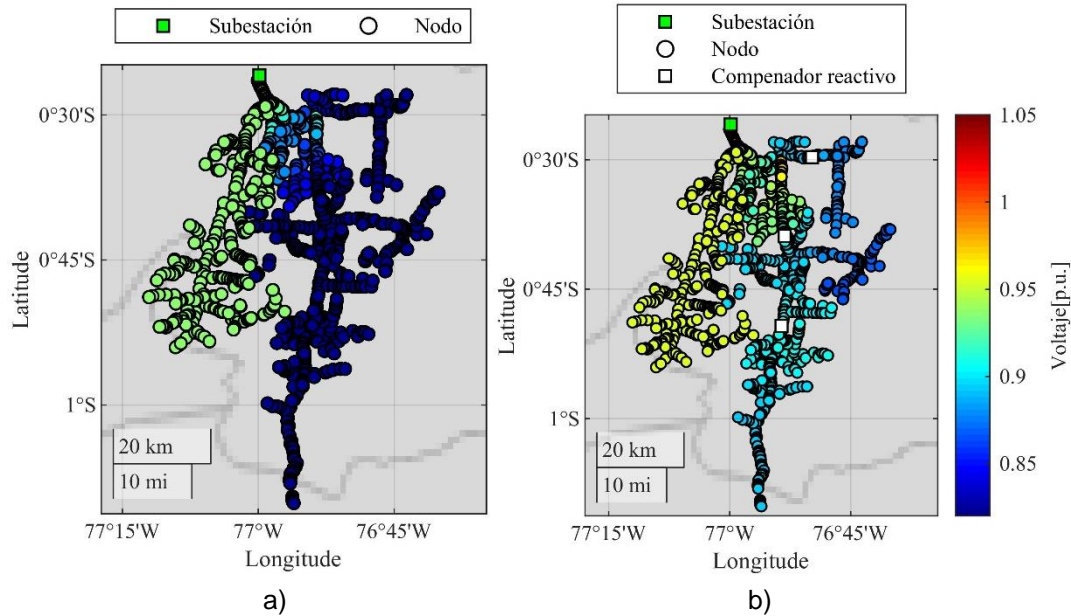 Subestación
Nodo
Latitude
0°30'S
0°45'S
1°S
20 km
10 mi
77°15'W
77°W
76°45'W
Longitude
a)
Subestación
Nodo
Compenador reactivo
Latitude
0°30'S
0°45'S
1°S
20 km
10 mi
77°15'W
77°W
76°45'W
Longitude
b)
1.05
1
0.95
0.9
0.85
Voltaje[p.u.]